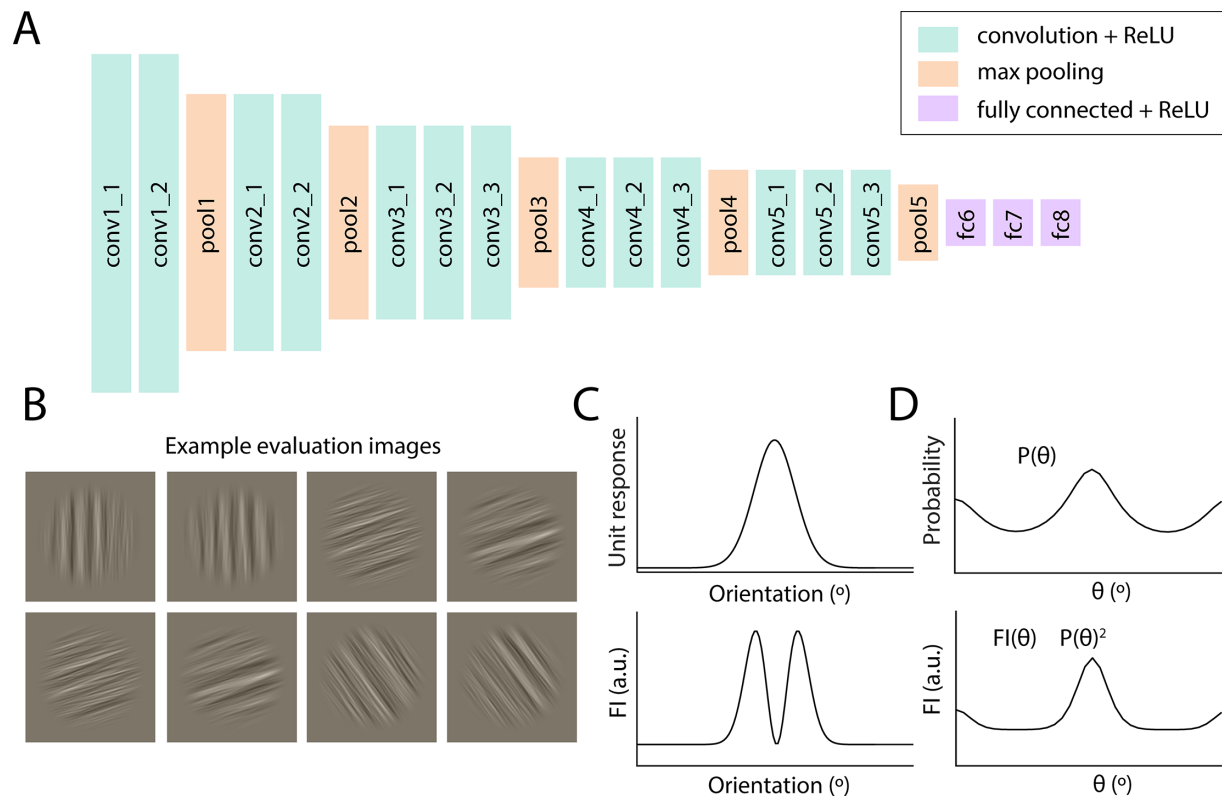 A
convolution + ReLU
max pooling
fully connected + ReLU
conv1_1
conv1_2
pool1
conv2_1
conv2_2
pool2
conv3_1
conv3_2
conv3_3
pool3
conv4_1
conv4_2
conv4_3
pool4
conv5_1
conv5_2
conv5_3
pool5
fc6
fc7
fc8
B
Example evaluation images
C
Unit response
Orientation (º)
FI (a.u.)
Orientation (º)
D
Probability
P(θ)
θ (º)
FI (a.u.)
FI(θ) P(θ)²
θ (º)